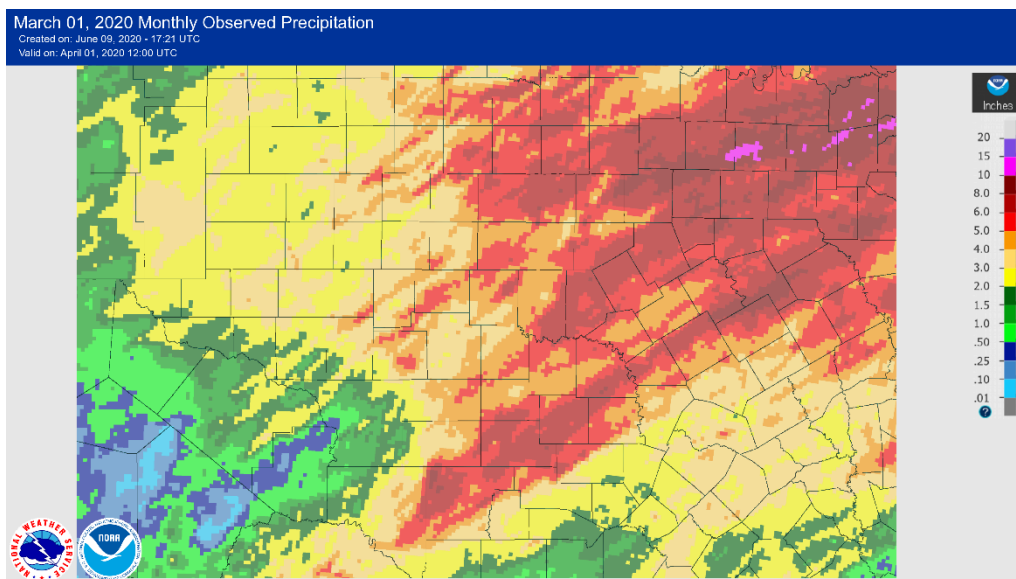 March 01, 2020 Monthly Observed Precipitation
Created on: June 09, 2020 - 17:21 UTC
Valid on: April 01, 2020 12:00 UTC
NOAA
Inches
20
15
10
8.0
6.0
5.0
4.0
3.0
2.0
1.5
1.0
.50
.25
.10
.01
?
NATIONAL WEATHER SERVICE
NOAA